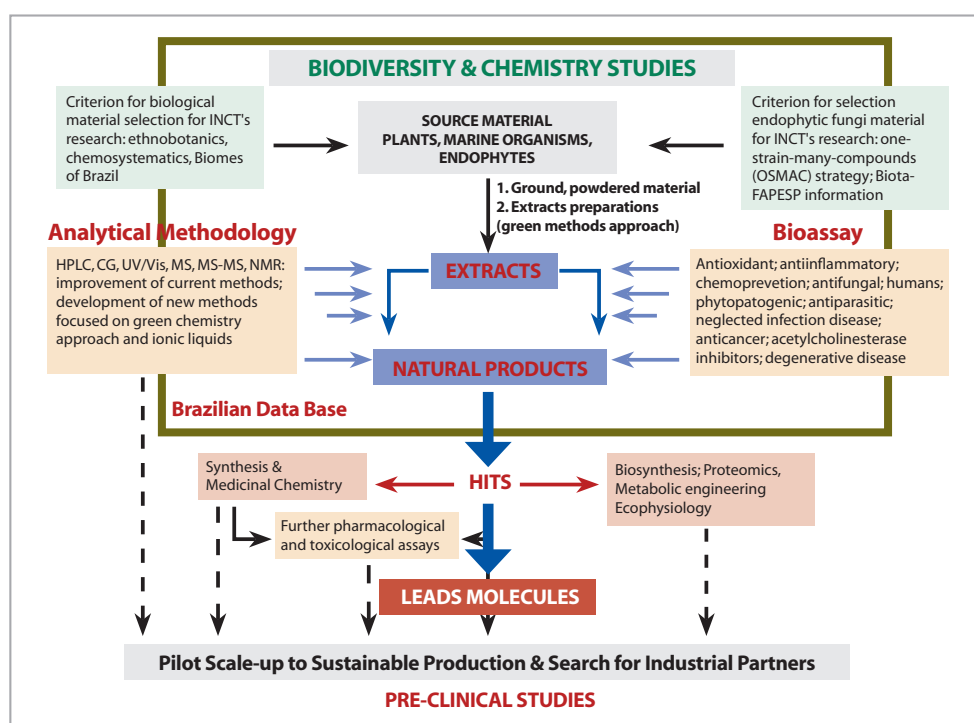 BIODIVERSITY & CHEMISTRY STUDIES
Criterion for biological
material selection for INCT's
research: ethnobotanics,
chemosystematics, Biomes
of Brazil
SOURCE MATERIAL
PLANTS, MARINE ORGANISMS,
ENDOPHYTES
Criterion for selection
endophytic fungi material
for INCT's research: one-
strain-many-compounds
(OSMAC) strategy; Biota-
FAPESP information
1. Ground, powdered material
2. Extracts preparations
(green methods approach)
Analytical Methodology
HPLC, CG, UV/Vis, MS, MS-MS, NMR:
improvement of current methods;
development of new methods
focused on green chemistry
approach and ionic liquids
EXTRACTS
Bioassay
Antioxidant; antiinflammatory;
chemoprevetion; antifungal; humans;
phytopatogenic; antiparasitic;
neglected infection disease;
anticancer; acetylcholinesterase
inhibitors; degenerative disease
NATURAL PRODUCTS
Brazilian Data Base
Synthesis &
Medicinal Chemistry
HITS
Biosynthesis; Proteomics,
Metabolic engineering
Ecophysiology
Further pharmacological
and toxicological assays
LEADS MOLECULES
Pilot Scale-up to Sustainable Production & Search for Industrial Partners
PRE-CLINICAL STUDIES